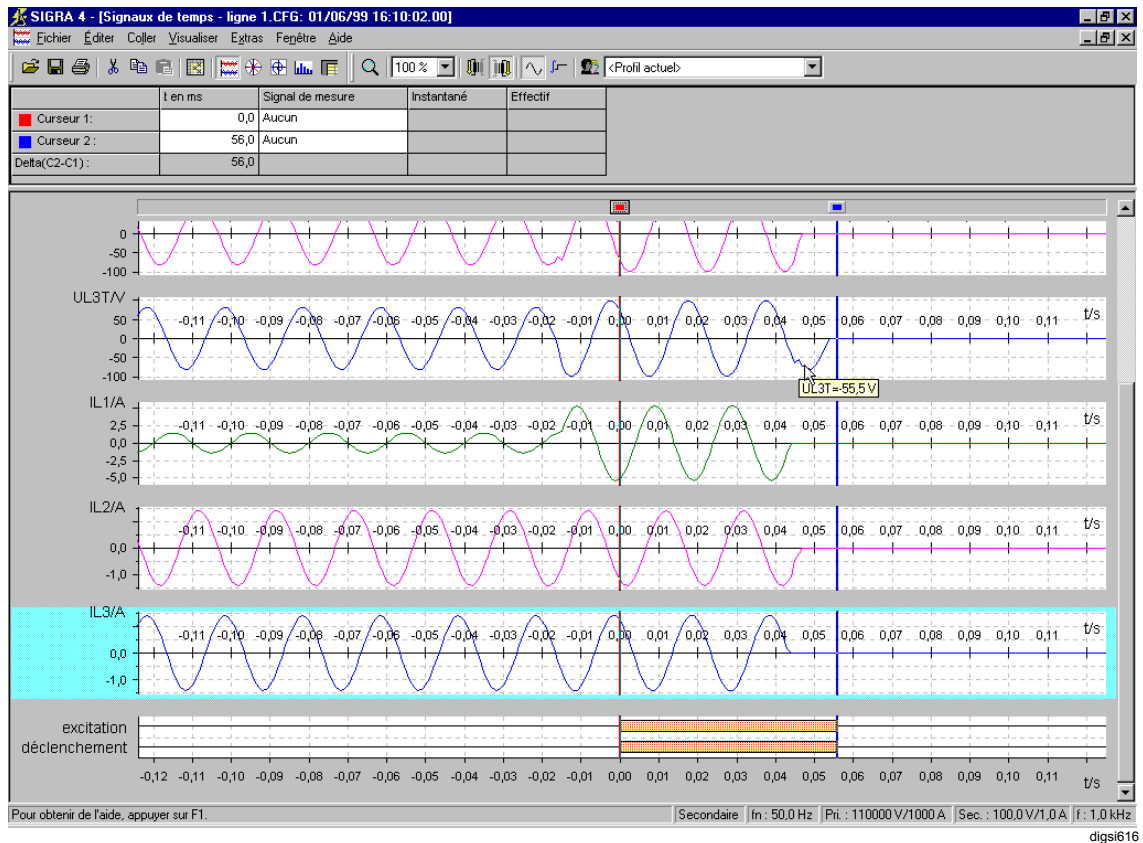 SIGRA 4 - [Signaux de temps - ligne 1.CFG: 01/06/99 16:10:02.00]
Fichier Éditer Coller Visualiser Extras Fenêtre Aide
100 % <Profil actuel>
t en ms Signal de mesure Instantané Effectif
Curseur 1: 0,0 Aucun
Curseur 2 : 56,0 Aucun
Delta(C2-C1) : 56,0
0
-50
-100
UL3T/V
50 -0,11 -0,10 -0,09 -0,08 -0,07 -0,06 -0,05 -0,04 -0,03 -0,02 -0,01 0,00 0,01 0,02 0,03 0,04 0,05 0,06 0,07 0,08 0,09 0,10 0,11 t/s
0
-50
-100
UL3T=-55,5 V
IL1/A
2,5 -0,11 -0,10 -0,09 -0,08 -0,07 -0,06 -0,05 -0,04 -0,03 -0,02 -0,01 0,00 0,01 0,02 0,03 0,04 0,05 0,06 0,07 0,08 0,09 0,10 0,11 t/s
0,0
-2,5
-5,0
IL2/A
-0,11 -0,10 -0,09 -0,08 -0,07 -0,06 -0,05 -0,04 -0,03 -0,02 -0,01 0,00 0,01 0,02 0,03 0,04 0,05 0,06 0,07 0,08 0,09 0,10 0,11 t/s
0,0
-1,0
IL3/A
-0,11 -0,10 -0,09 -0,08 -0,07 -0,06 -0,05 -0,04 -0,03 -0,02 -0,01 0,00 0,01 0,02 0,03 0,04 0,05 0,06 0,07 0,08 0,09 0,10 0,11 t/s
0,0
-1,0
excitation
déclenchement
-0,12 -0,11 -0,10 -0,09 -0,08 -0,07 -0,06 -0,05 -0,04 -0,03 -0,02 -0,01 0,00 0,01 0,02 0,03 0,04 0,05 0,06 0,07 0,08 0,09 0,10 0,11 t/s
Pour obtenir de l'aide, appuyer sur F1. Secondaire fn : 50,0 Hz Pri. : 110000 V/1000 A Sec. : 100,0 V/1,0 A f : 1,0 kHz
digsi616